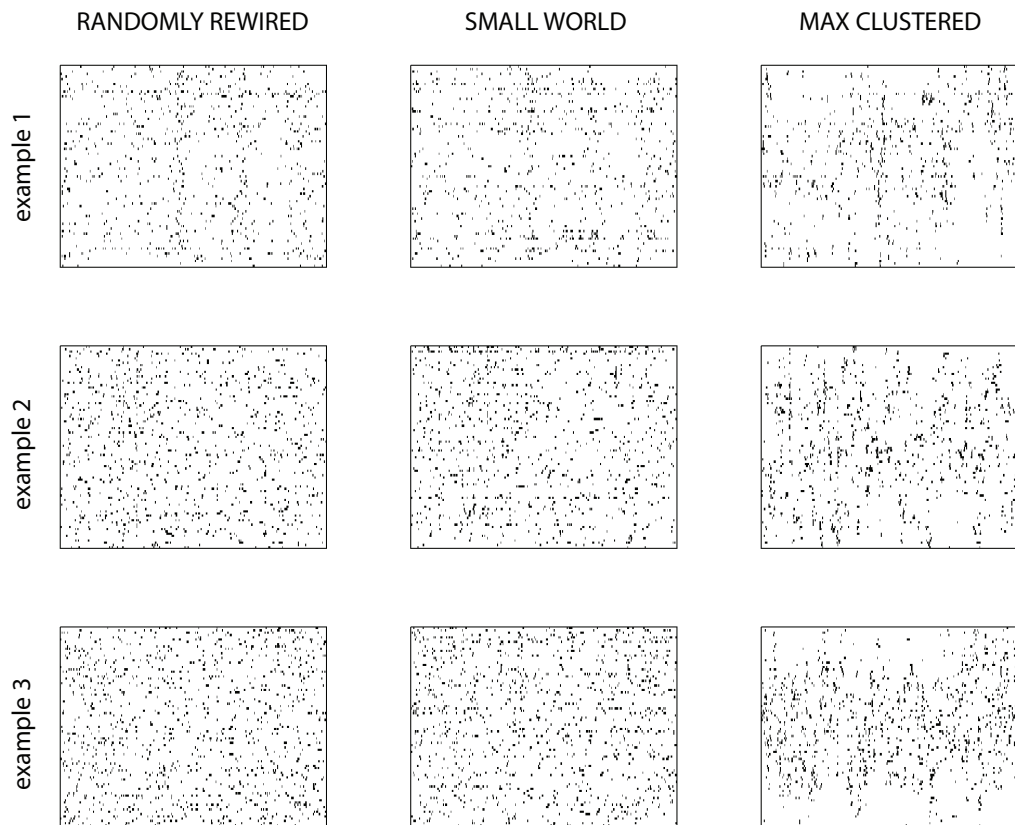 RANDOMLY REWIRED
SMALL WORLD
MAX CLUSTERED
example 1
example 2
example 3